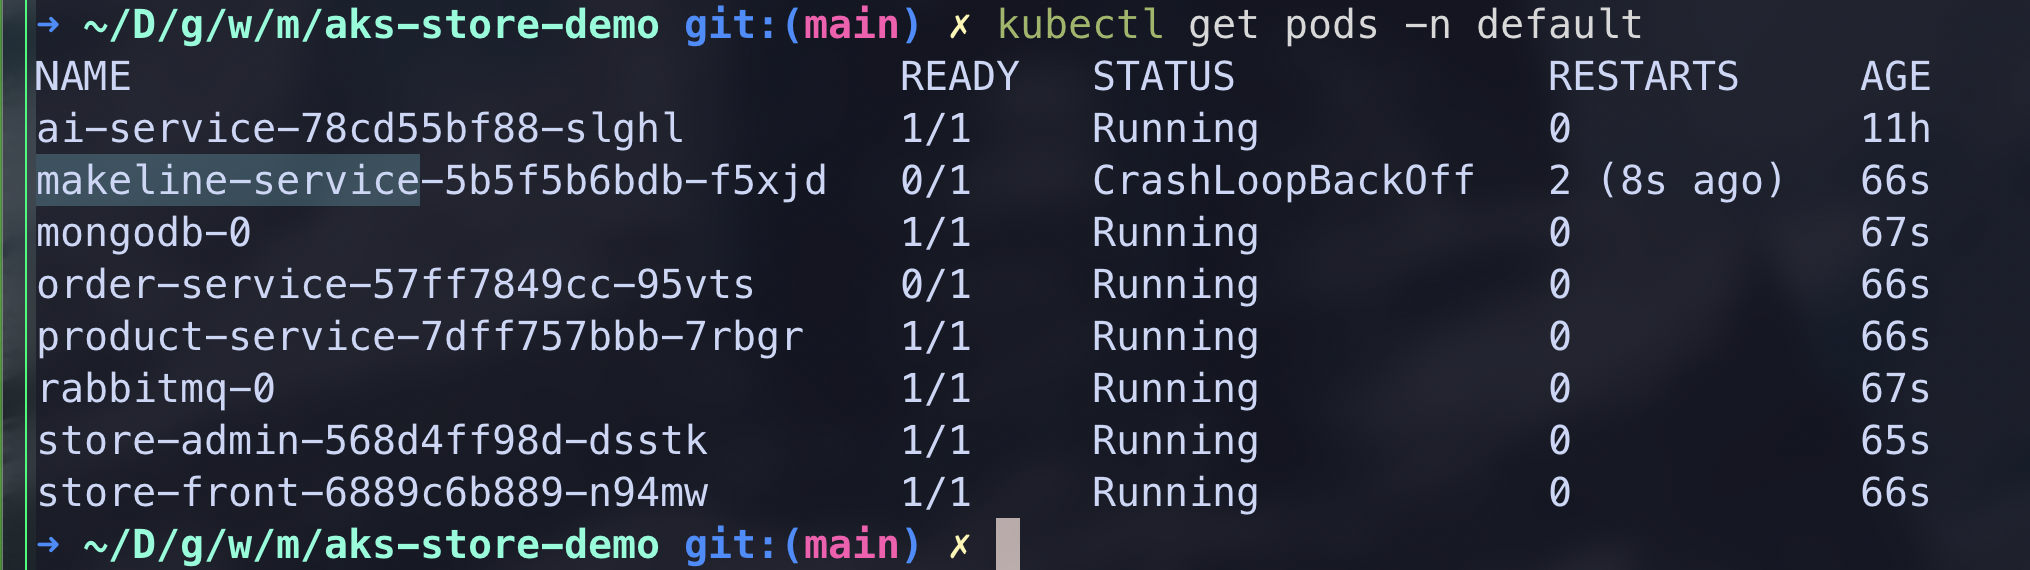 ➜ ~/D/g/w/m/aks-store-demo git:(main) ✗ kubectl get pods -n default
NAME READY STATUS RESTARTS AGE
ai-service-78cd55bf88-slghl 1/1 Running 0 11h
makeline-service-5b5f5b6bdb-f5xjd 0/1 CrashLoopBackOff 2 (8s ago) 66s
mongodb-0 1/1 Running 0 67s
order-service-57ff7849cc-95vts 0/1 Running 0 66s
product-service-7dff757bbb-7rbgr 1/1 Running 0 66s
rabbitmq-0 1/1 Running 0 67s
store-admin-568d4ff98d-dsstk 1/1 Running 0 65s
store-front-6889c6b889-n94mw 1/1 Running 0 66s
➜ ~/D/g/w/m/aks-store-demo git:(main) ✗